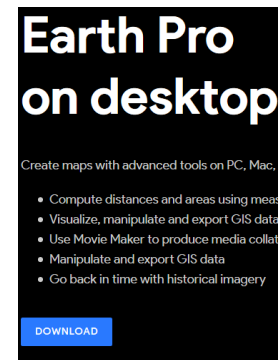 Earth Pro
on desktop
Create maps with advanced tools on PC, Mac,
Compute distances and areas using
Visualize, manipulate and export GIS data
Use Movie Maker to produce media
Manipulate and export GIS data
Go back in time with historical imagery
DOWNLOAD